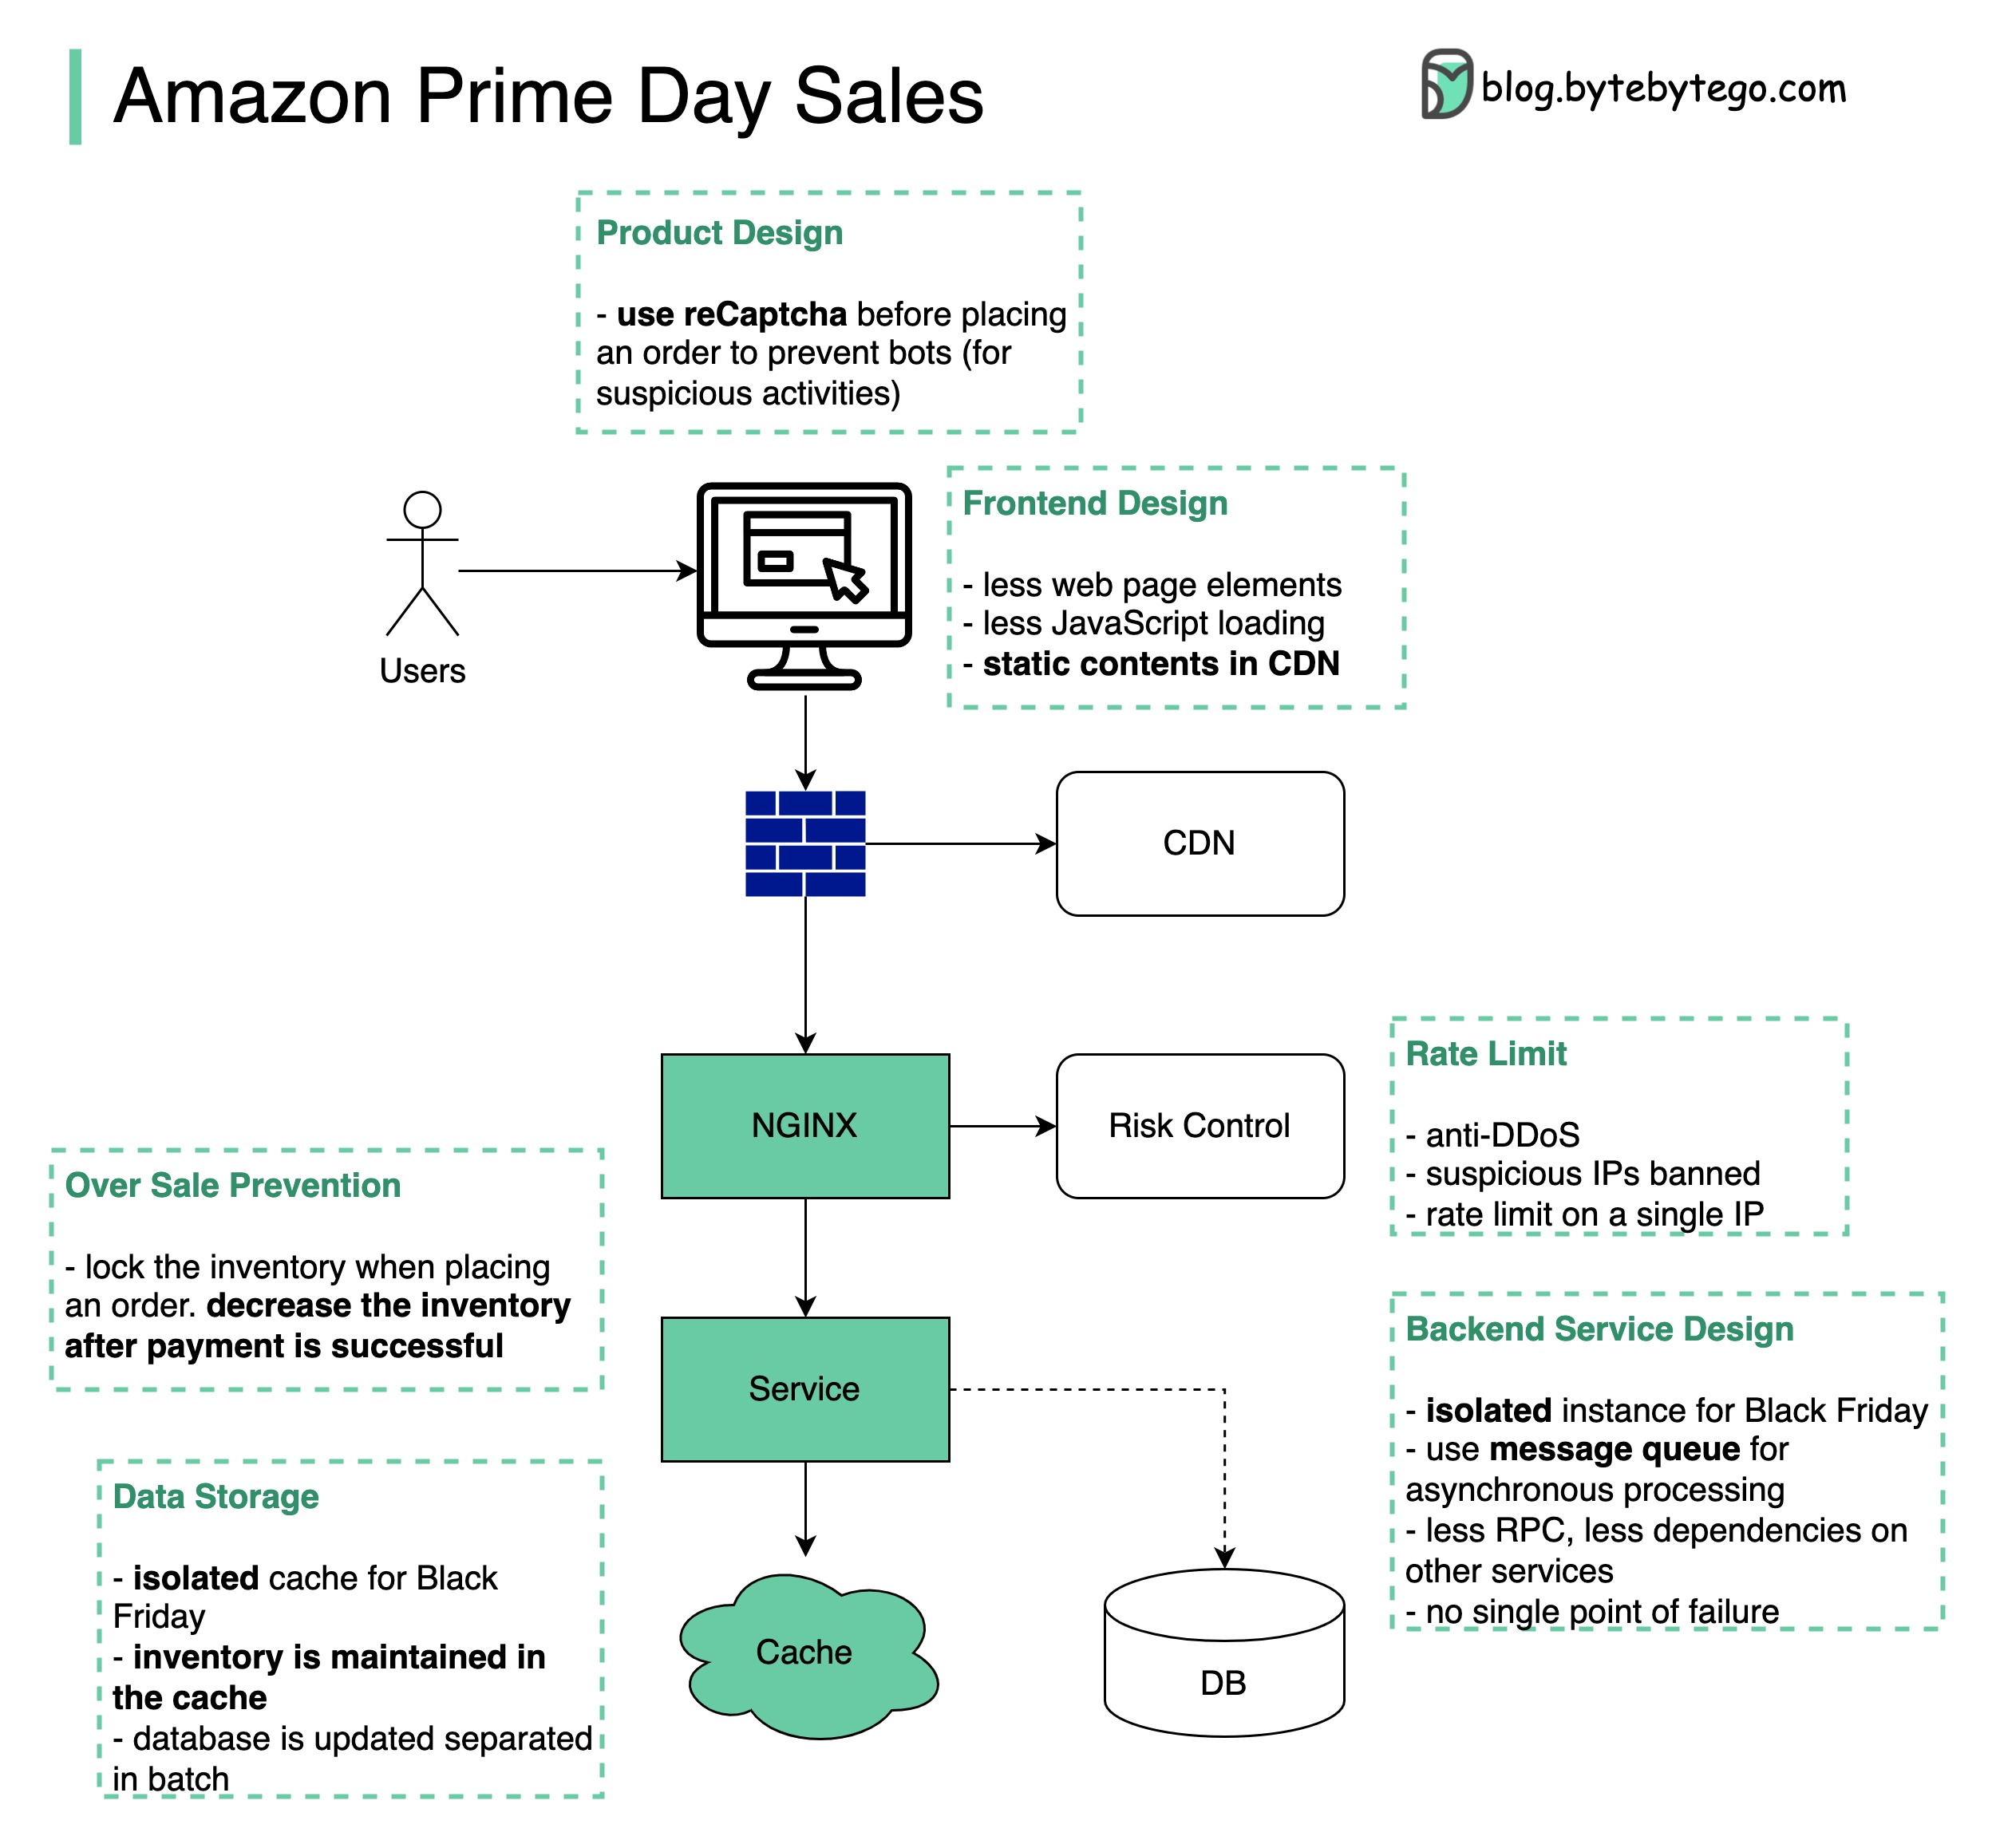 Amazon Prime Day Sales
blog.bytebytego.com
Product Design
- use reCaptcha before placing
an order to prevent bots (for
suspicious activities)
Users
Frontend Design
- less web page elements
- less JavaScript loading
- static contents in CDN
CDN
NGINX
Risk Control
Rate Limit
- anti-DDoS
- suspicious IPs banned
- rate limit on a single IP
Over Sale Prevention
- lock the inventory when placing
an order. decrease the inventory
after payment is successful
Service
Backend Service Design
- isolated instance for Black Friday
- use message queue for
asynchronous processing
- less RPC, less dependencies on
other services
- no single point of failure
Data Storage
- isolated cache for Black
Friday
- inventory is maintained in
the cache
- database is updated separated
in batch
Cache
DB